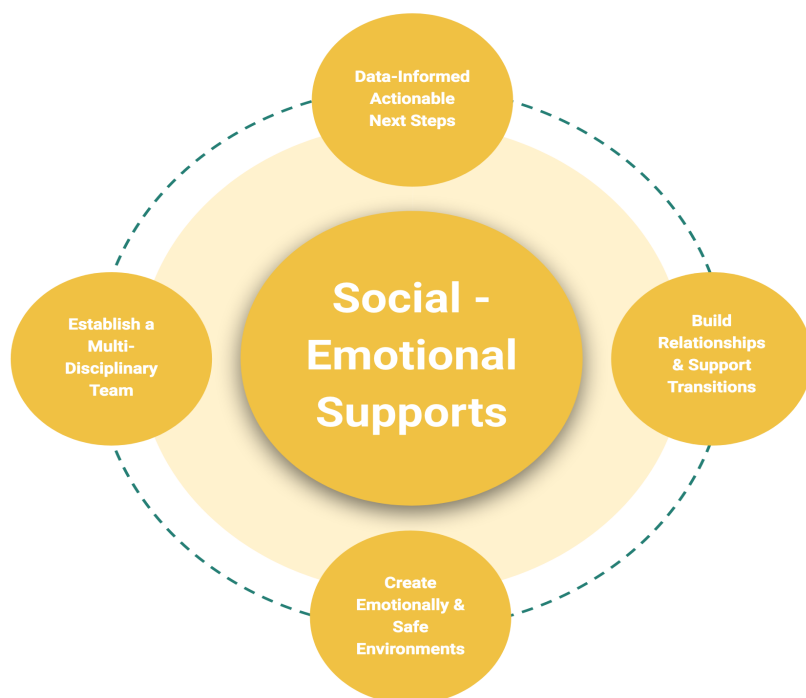 Data-Informed
Actionable
Next Steps
Social -
Emotional
Supports
Establish a
Multi-
Disciplinary
Team
Build
Relationships
& Support
Transitions
Create
Emotionally &
Safe
Environments